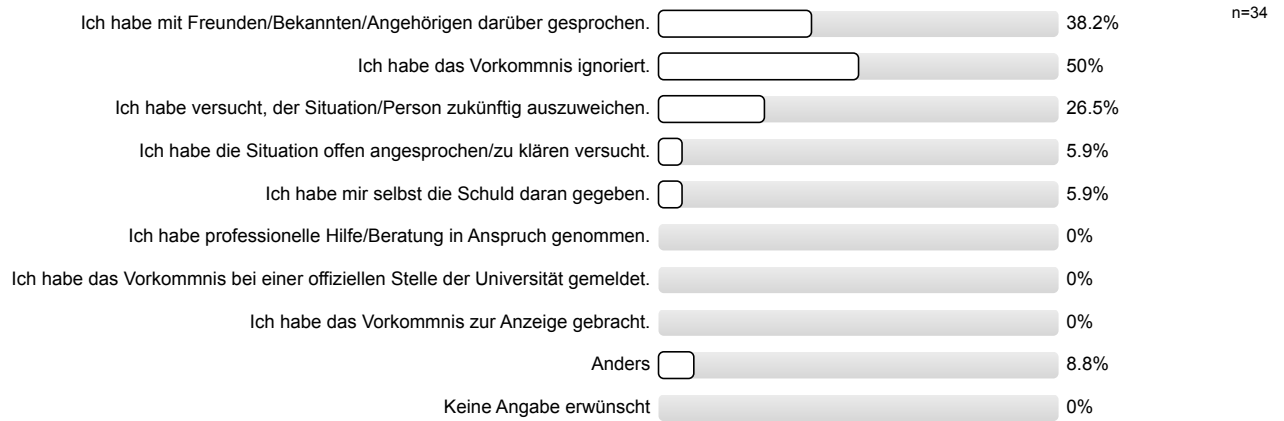 Ich habe mit Freunden/Bekannten/Angehörigen darüber gesprochen. 38.2% n=34
Ich habe das Vorkommnis ignoriert. 50%
Ich habe versucht, der Situation/Person zukünftig auszuweichen. 26.5%
Ich habe die Situation offen angesprochen/zu klären versucht. 5.9%
Ich habe mir selbst die Schuld daran gegeben. 5.9%
Ich habe professionelle Hilfe/Beratung in Anspruch genommen. 0%
Ich habe das Vorkommnis bei einer offiziellen Stelle der Universität gemeldet. 0%
Ich habe das Vorkommnis zur Anzeige gebracht. 0%
Anders 8.8%
Keine Angabe erwünscht 0%